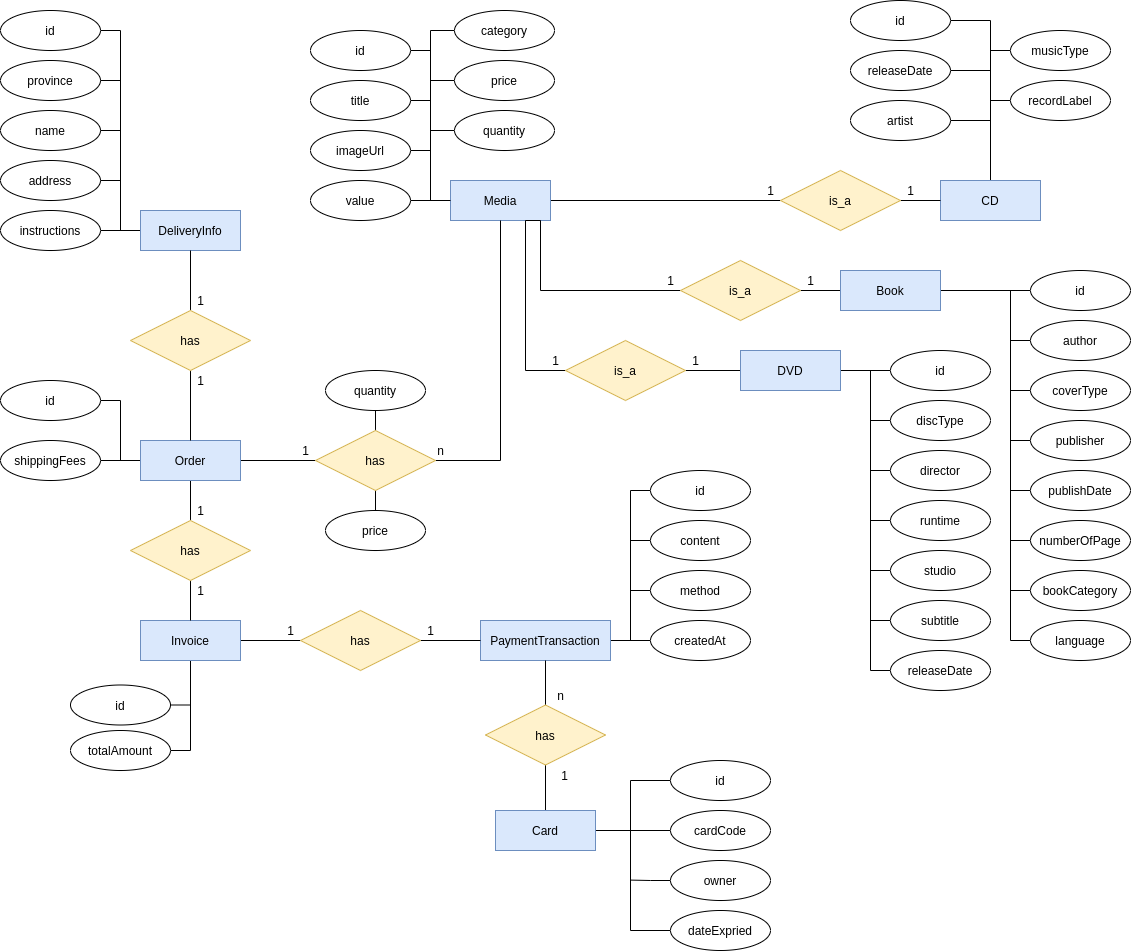 id
province
name
address
instructions
DeliveryInfo
1
has
1
id
shippingFees
Order
1
has
1
Invoice
id
totalAmount
id
title
imageUrl
value
category
price
quantity
Media
1
quantity
has
price
n
1
is_a
1
CD
id
releaseDate
artist
musicType
recordLabel
1
is_a
1
Book
id
author
coverType
publisher
publishDate
numberOfPage
bookCategory
language
1
is_a
1
DVD
id
discType
director
runtime
studio
subtitle
releaseDate
1
has
1
PaymentTransaction
id
content
method
createdAt
n
has
1
Card
id
cardCode
owner
dateExpried